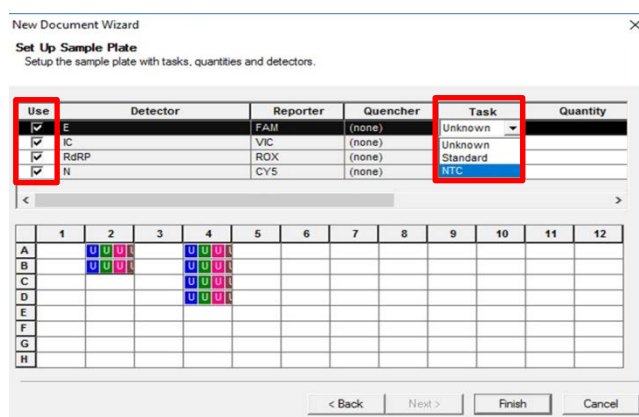 New Document Wizard
Set Up Sample Plate
Setup the sample plate with tasks, quantities and detectors.
Use Detector Reporter Quencher Task Quantity
E FAM (none) Unknown
IC VIC (none) Unknown
RdRP ROX (none) Standard
N CY5 (none) NTC
1 2 3 4 5 6 7 8 9 10 11 12
A U U U U U U U U
B U U U U U U U U
C U U U U
D U U U U
E
F
G
H
< Back Next > Finish Cancel